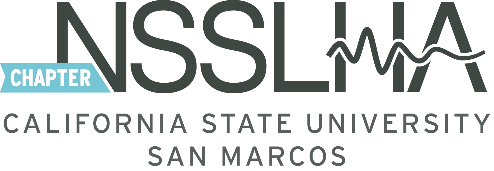 NSSLHA
CHAPTER
CALIFORNIA STATE UNIVERSITY
SAN MARCOS